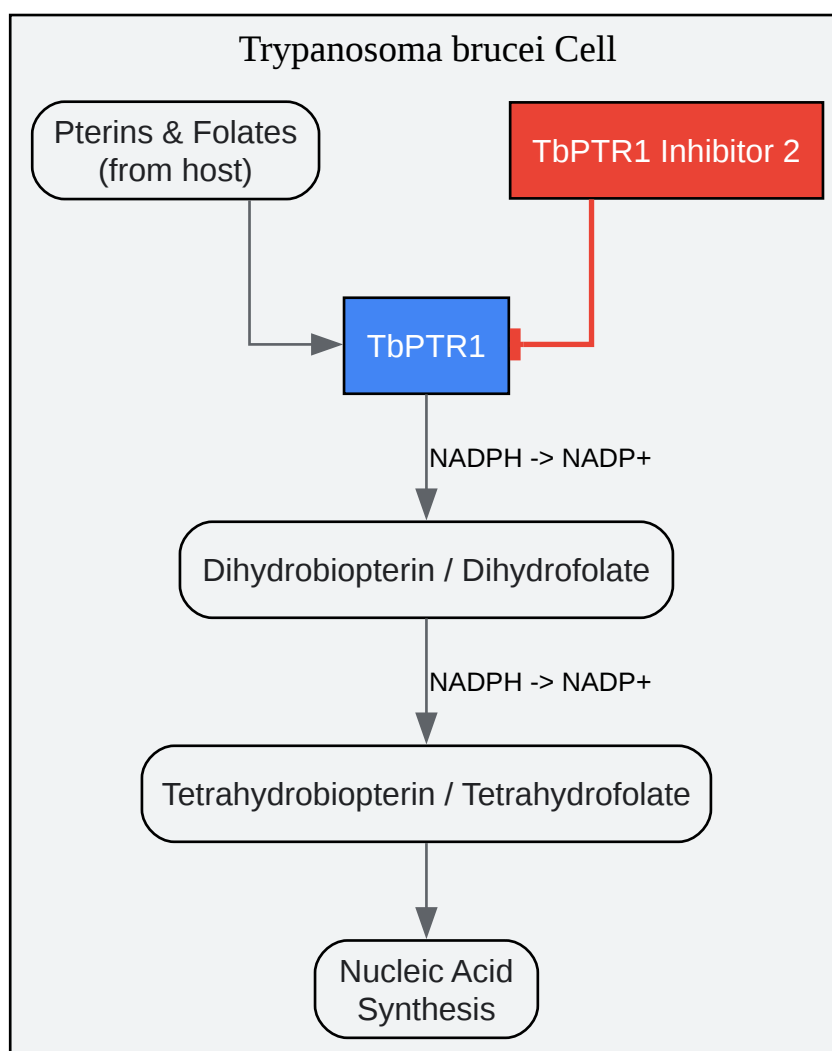 Trypanosoma brucei Cell
Pterins & Folates
(from host)
TbPTR1 Inhibitor 2
TbPTR1
NADPH -> NADP+
Dihydrobiopterin / Dihydrofolate
NADPH -> NADP+
Tetrahydrobiopterin / Tetrahydrofolate
Nucleic Acid
Synthesis